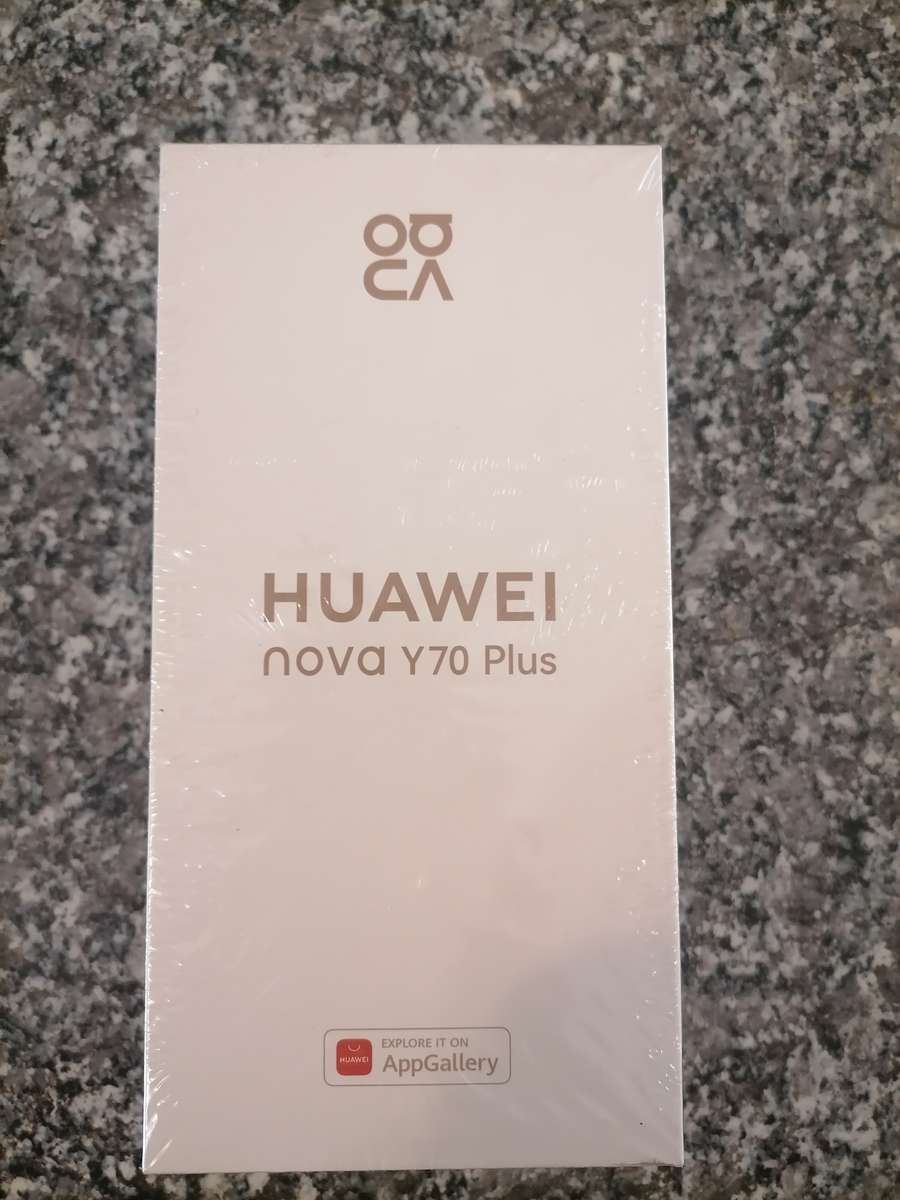 HUAWEI
nova Y70 Plus
HUAWEI
EXPLORE IT ON
AppGallery